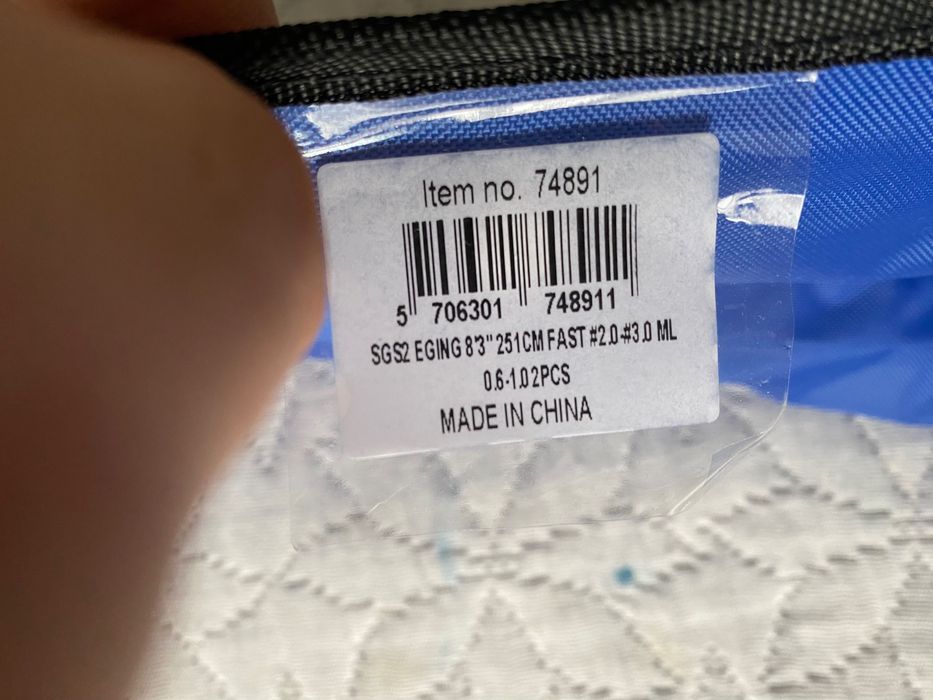 Item no. 74891
5 706301 748911
SGS2 EGING 8'3" 251CM FAST #2.0-#3.0 ML
0.6-1.0 2PCS
MADE IN CHINA